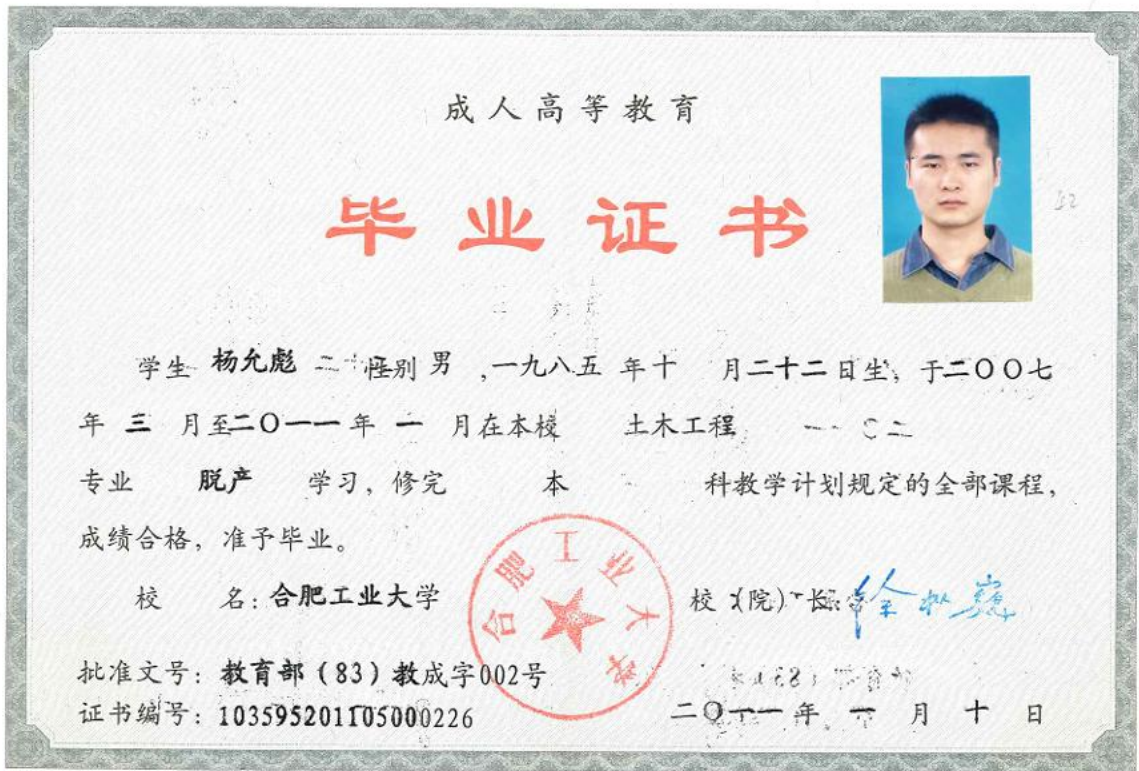 成人高等教育
毕业证书
学生 杨允彪 性别 男 ,一九八五 年十 月二十二日生, 于二〇〇七
年 三 月至二〇一一年 一 月在本校 土木工程
专业 脱产 学习, 修完 本 科教学计划规定的全部课程,
成绩合格, 准予毕业。
校 名: 合肥工业大学
校(院)长
合肥工业大学
批准文号: 教育部(83)教成字002号
证书编号: 103595201105000226
二〇一一年 一 月 十 日